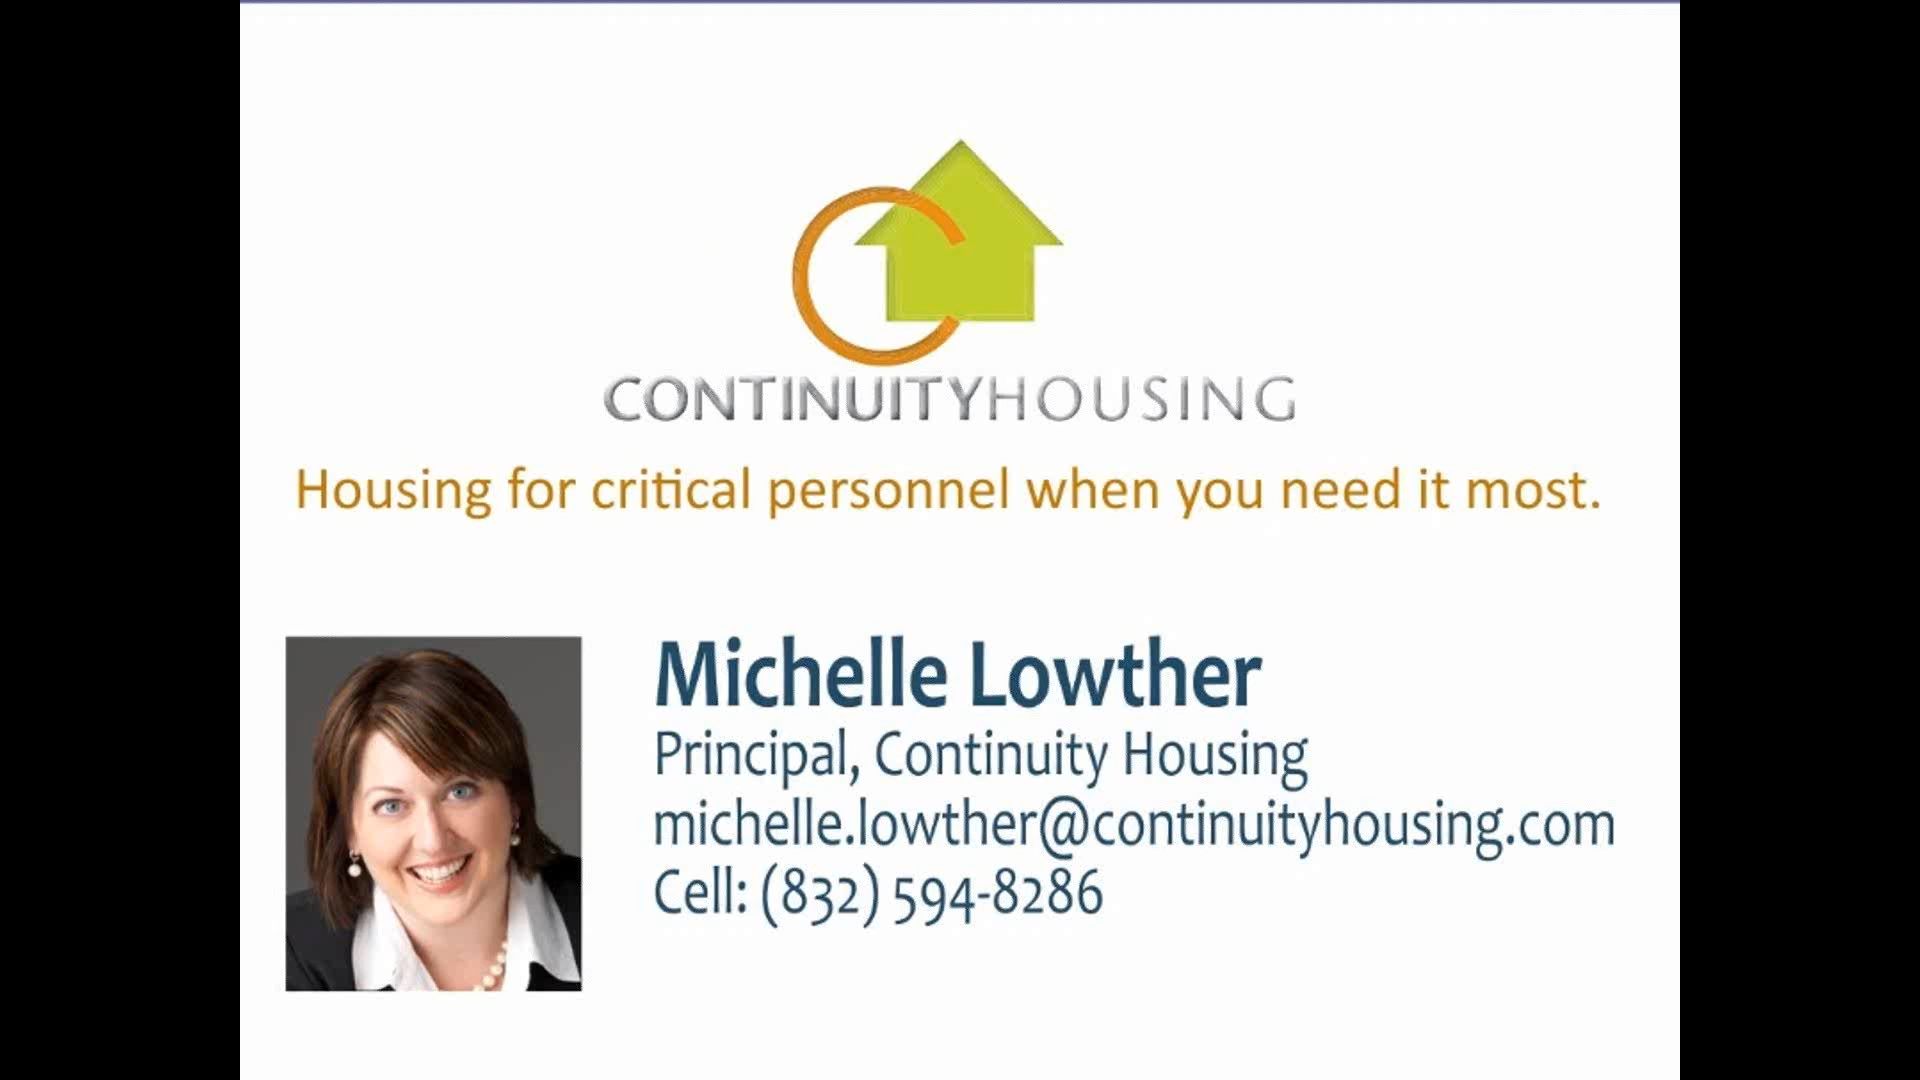 CONTINUITYHOUSING
Housing for critical personnel when you need it most.
Michelle Lowther
Principal, Continuity Housing
michelle.lowther@continuityhousing.com
Cell: (832) 594-8286